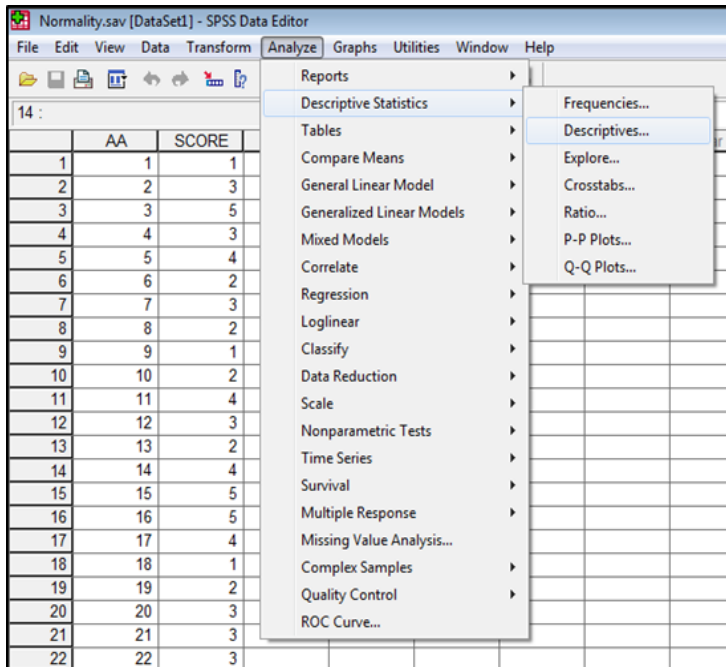 Normality.sav [DataSet1] - SPSS Data Editor
File Edit View Data Transform Analyze Graphs Utilities Window Help
14 :
AA SCORE
1 1 1
2 2 3
3 3 5
4 4 3
5 5 4
6 6 2
7 7 3
8 8 2
9 9 1
10 10 2
11 11 4
12 12 3
13 13 2
14 14 4
15 15 5
16 16 5
17 17 4
18 18 1
19 19 2
20 20 3
21 21 3
22 22 3
Reports
Descriptive Statistics
Tables
Compare Means
General Linear Model
Generalized Linear Models
Mixed Models
Correlate
Regression
Loglinear
Classify
Data Reduction
Scale
Nonparametric Tests
Time Series
Survival
Multiple Response
Missing Value Analysis...
Complex Samples
Quality Control
ROC Curve...
Frequencies...
Descriptives...
Explore...
Crosstabs...
Ratio...
P-P Plots...
Q-Q Plots...